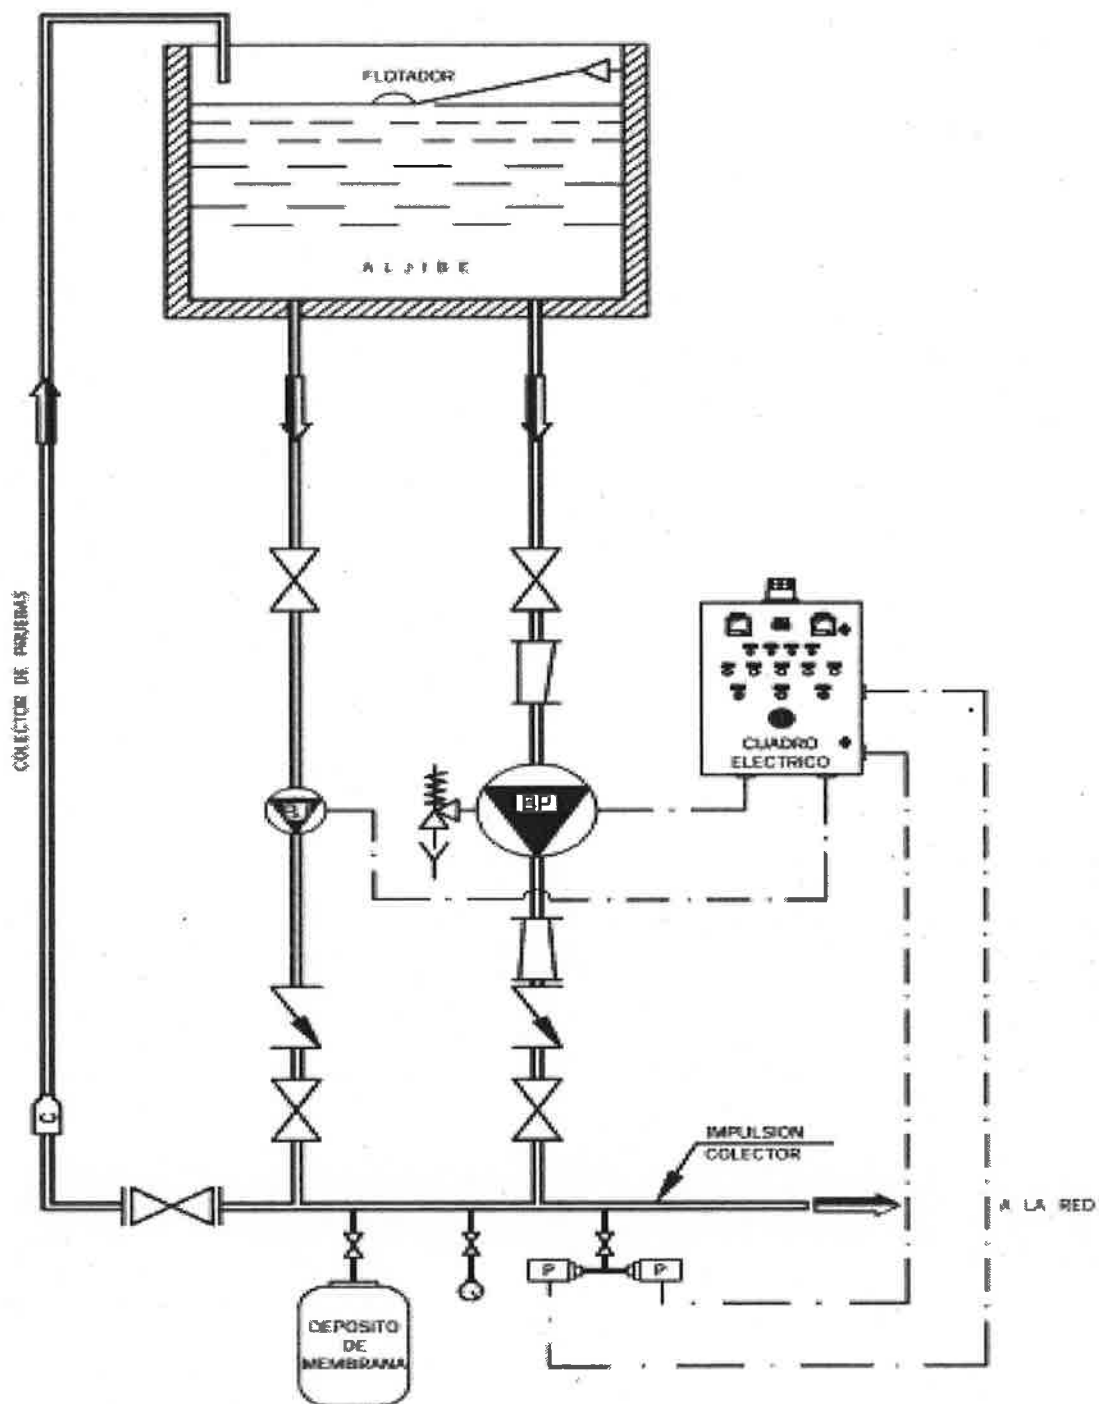 FLOTADOR
ALJIBE
COLECTOR DE PRUEBAS
CUADRO
ELECTRICO
BP
C
IMPULSION
COLECTOR
A LA RED
P
P
DEPOSITO
DE
MEMBRANA